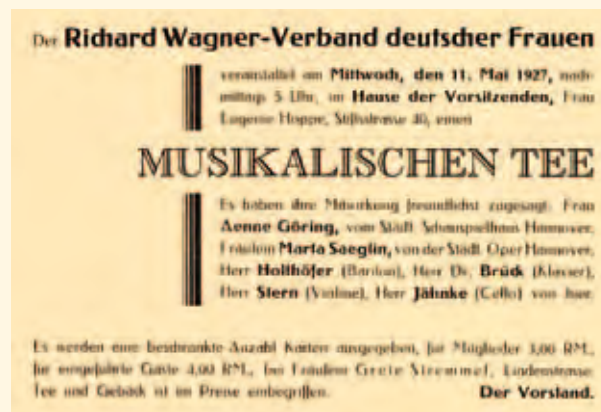 Der Richard Wagner-Verband deutscher Frauen
veranstaltet am Mittwoch, den 11. Mai 1927, nach-
mittags 5 Uhr, im Hause der Vorsitzenden, Frau
Eugenie Hoppe, Stiftstrasse 40, einen
MUSIKALISCHEN TEE
Es haben ihre Mitwirkung freundlichst zugesagt: Frau
Aenne Göring, vom Städt. Schauspielhaus Hannover,
Fräulein Marta Saeglin, von der Städt. Oper Hannover,
Herr Holthöfer (Bariton), Herr Dr. Brück (Klavier),
Herr Stern (Violine), Herr Jähnke (Cello) von hier.
Es werden eine beschränkte Anzahl Karten ausgegeben, für Mitglieder 3,00 RM.,
für eingeführte Gäste 4,00 RM., bei Fräulein Grete Stremmel, Lindenstrasse
Tee und Gebäck ist im Preise einbegriffen. Der Vorstand.